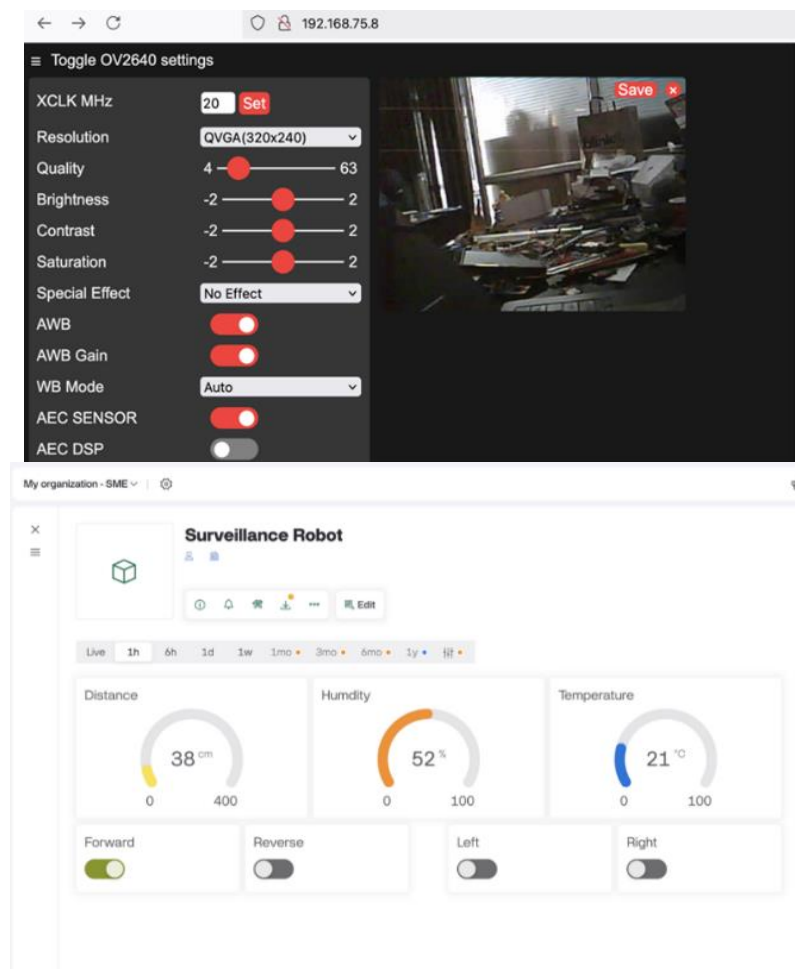 192.168.75.8
Toggle OV2640 settings
XCLK MHz 20 Set
Resolution QVGA(320x240)
Quality 4 63
Brightness -2 2
Contrast -2 2
Saturation -2 2
Special Effect No Effect
AWB
AWB Gain
WB Mode Auto
AEC SENSOR
AEC DSP
Save ×
blinkit
My organization - SME
Surveillance Robot
Edit
Live 1h 6h 1d 1w 1mo 3mo 6mo 1y
Distance Humdity Temperature
38 cm 52 % 21 °C
0 400 0 100 0 100
Forward Reverse Left Right